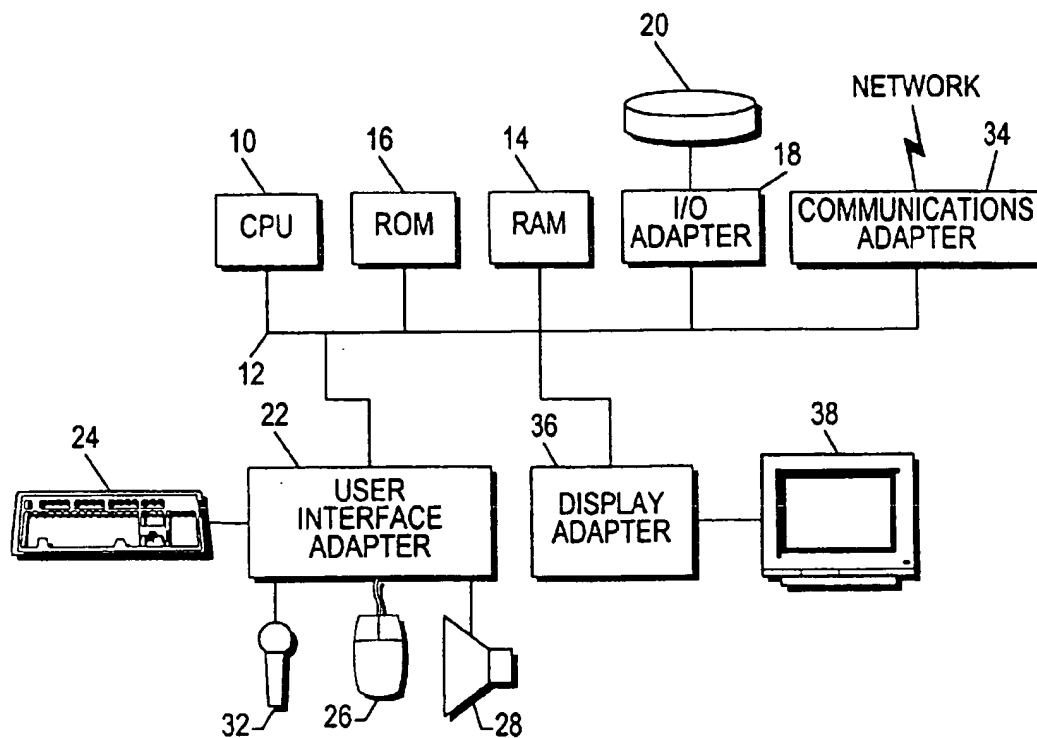 20
NETWORK
10
16
14
18
34
CPU
ROM
RAM
I/O
ADAPTER
COMMUNICATIONS
ADAPTER
12
22
24
36
38
USER
INTERFACE
ADAPTER
DISPLAY
ADAPTER
32
26
28